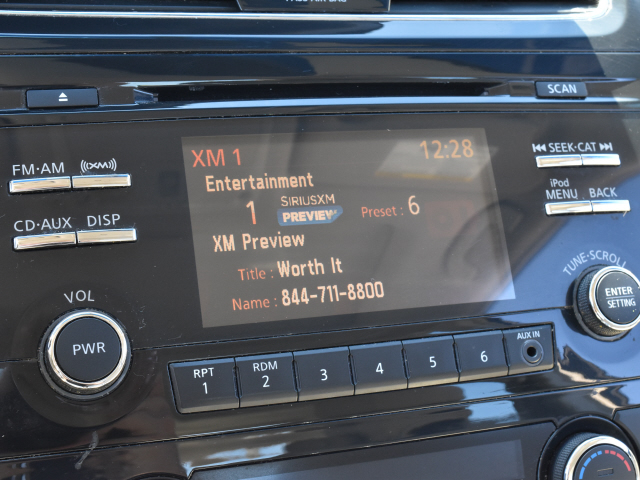 SCAN
FM·AM ((XM))
CD·AUX DISP
VOL
PWR
XM 1 12:28
Entertainment
1 SIRIUSXM PREVIEW Preset : 6
XM Preview
Title : Worth It
Name : 844-711-8800
SEEK·CAT
iPod
MENU BACK
TUNE·SCROLL
ENTER
SETTING
RPT
1
RDM
2
3
4
5
6
AUX IN